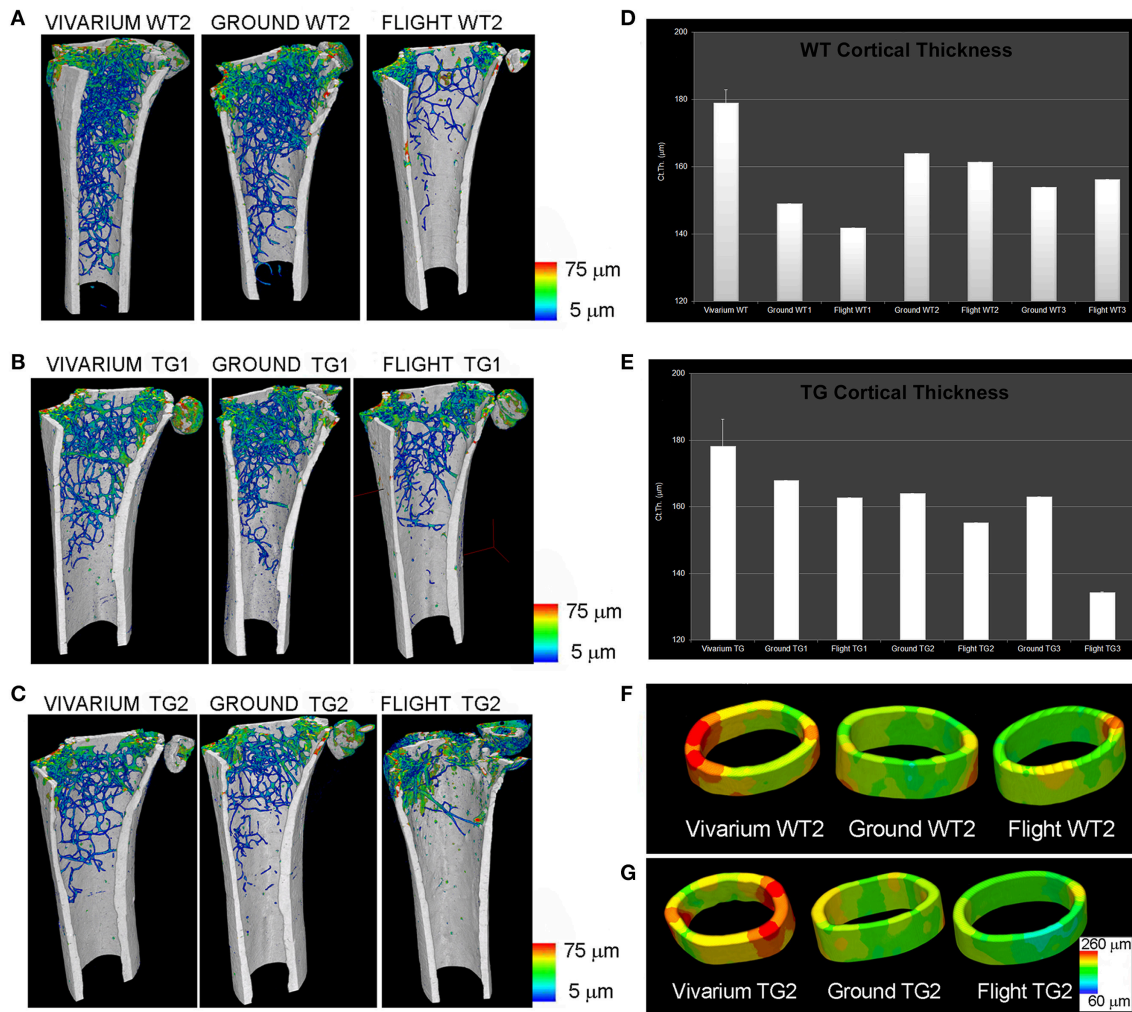 A
VIVARIUM WT2
GROUND WT2
FLIGHT WT2
75 μm
5 μm
B
VIVARIUM TG1
GROUND TG1
FLIGHT TG1
75 μm
5 μm
C
VIVARIUM TG2
GROUND TG2
FLIGHT TG2
75 μm
5 μm
D
WT Cortical Thickness
Ct.Th. (μm)
200
180
160
140
120
Vivarium WT
Ground WT1
Flight WT1
Ground WT2
Flight WT2
Ground WT3
Flight WT3
E
TG Cortical Thickness
Ct.Th. (μm)
200
180
160
140
120
Vivarium TG
Ground TG1
Flight TG1
Ground TG2
Flight TG2
Ground TG3
Flight TG3
F
Vivarium WT2
Ground WT2
Flight WT2
G
Vivarium TG2
Ground TG2
Flight TG2
260 μm
60 μm